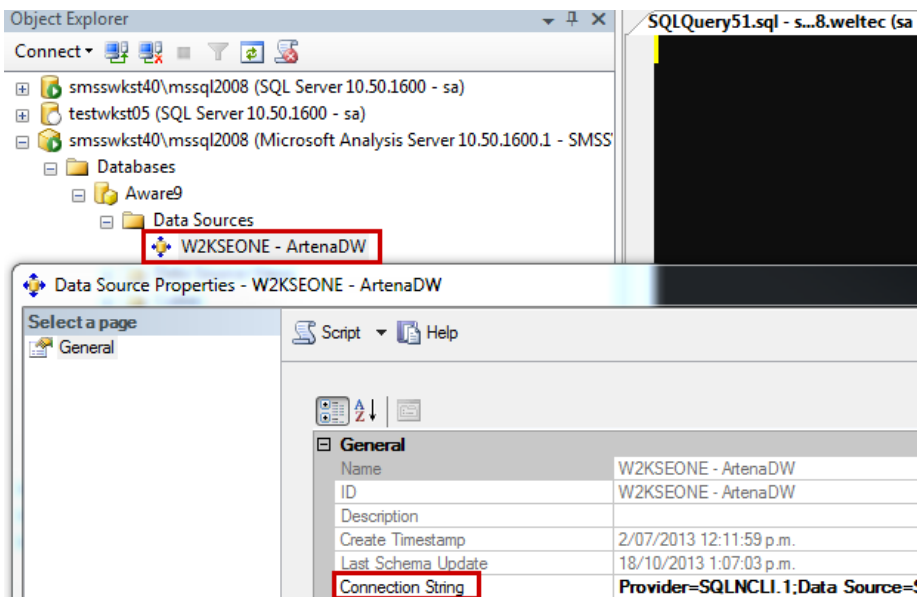 Object Explorer
SQLQuery51.sql - s...8.weltec (sa
Connect
smsswkst40\mssql2008 (SQL Server 10.50.1600 - sa)
testwkst05 (SQL Server 10.50.1600 - sa)
smsswkst40\mssql2008 (Microsoft Analysis Server 10.50.1600.1 - SMSS
Databases
Aware9
Data Sources
W2KSEONE - ArtenaDW
Data Source Properties - W2KSEONE - ArtenaDW
Select a page
General
Script
Help
General
Name W2KSEONE - ArtenaDW
ID W2KSEONE - ArtenaDW
Description
Create Timestamp 2/07/2013 12:11:59 p.m.
Last Schema Update 18/10/2013 1:07:03 p.m.
Connection String Provider=SQLNCLI.1;Data Source=S